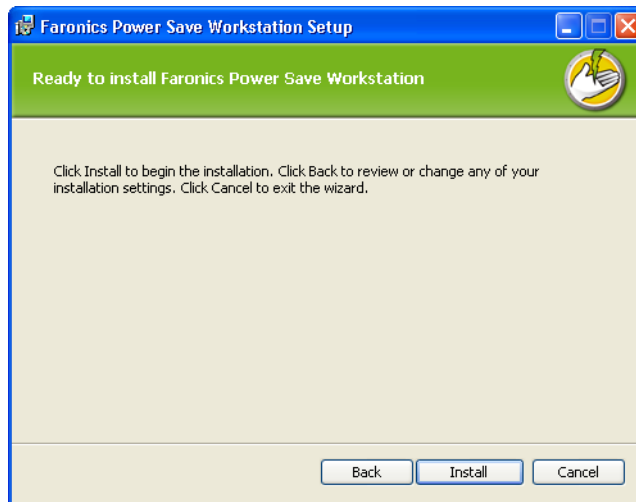 Faronics Power Save Workstation Setup
Ready to install Faronics Power Save Workstation
Click Install to begin the installation. Click Back to review or change any of your
installation settings. Click Cancel to exit the wizard.
Back Install Cancel